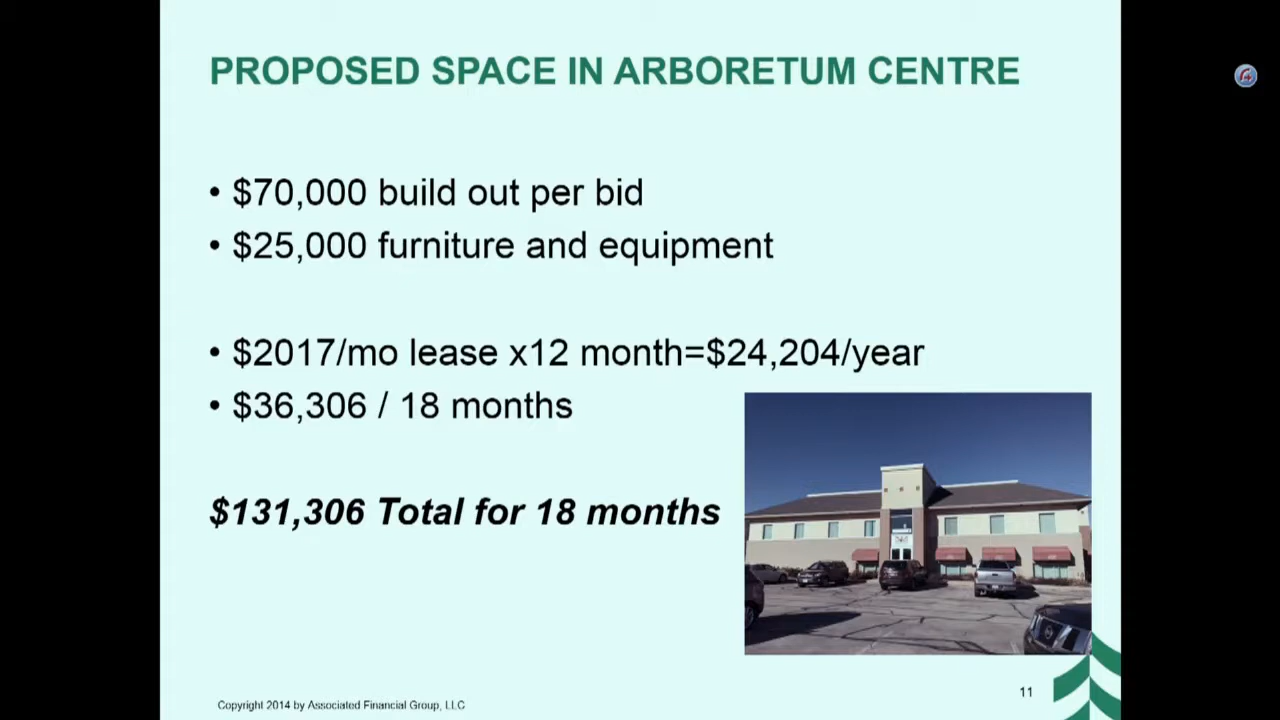 PROPOSED SPACE IN ARBORETUM CENTRE
• $70,000 build out per bid
• $25,000 furniture and equipment
• $2017/mo lease x12 month=$24,204/year
• $36,306 / 18 months
$131,306 Total for 18 months
11
Copyright 2014 by Associated Financial Group, LLC